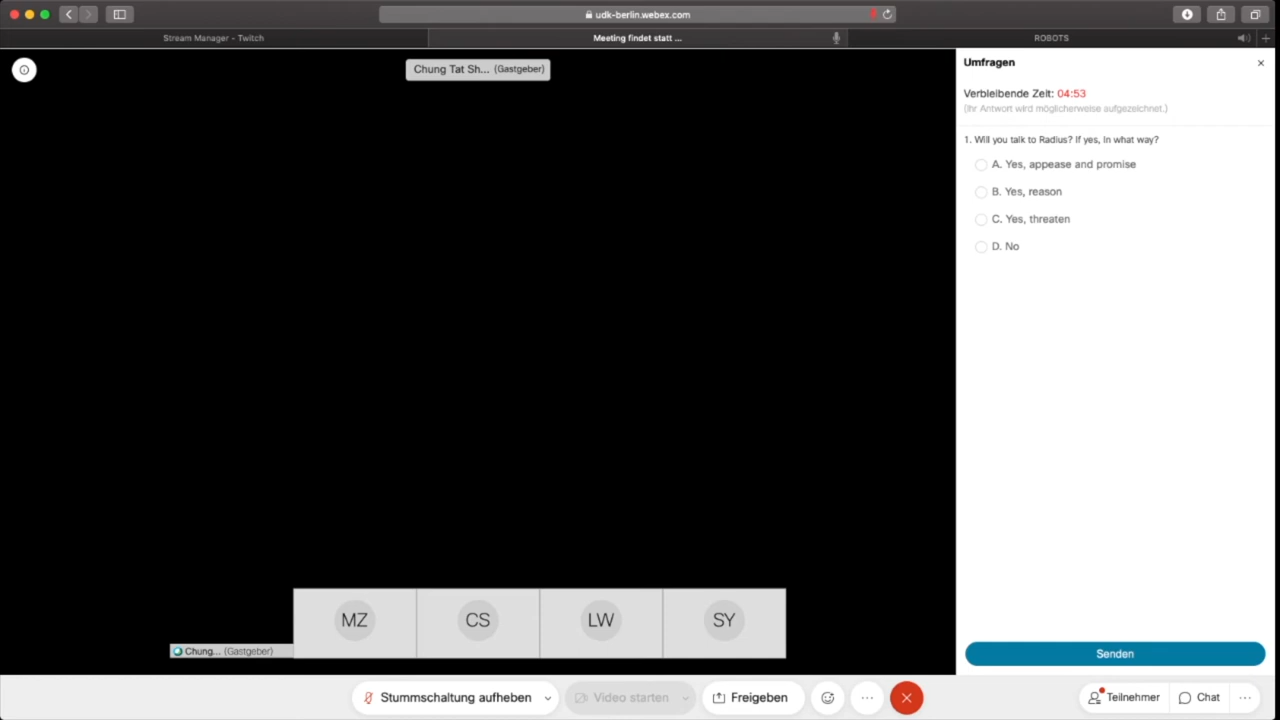 udk-berlin.webex.com
Stream Manager - Twitch
Meeting findet statt ...
ROBOTS
Chung Tat Sh... (Gastgeber)
Umfragen
Verbleibende Zeit: 04:53
(Ihr Antwort wird möglicherweise aufgezeichnet.)
1. Will you talk to Radius? If yes, in what way?
A. Yes, appease and promise
B. Yes, reason
C. Yes, threaten
D. No
MZ
CS
LW
SY
Chung... (Gastgeber)
Senden
Stummschaltung aufheben
Video starten
Freigeben
Teilnehmer
Chat